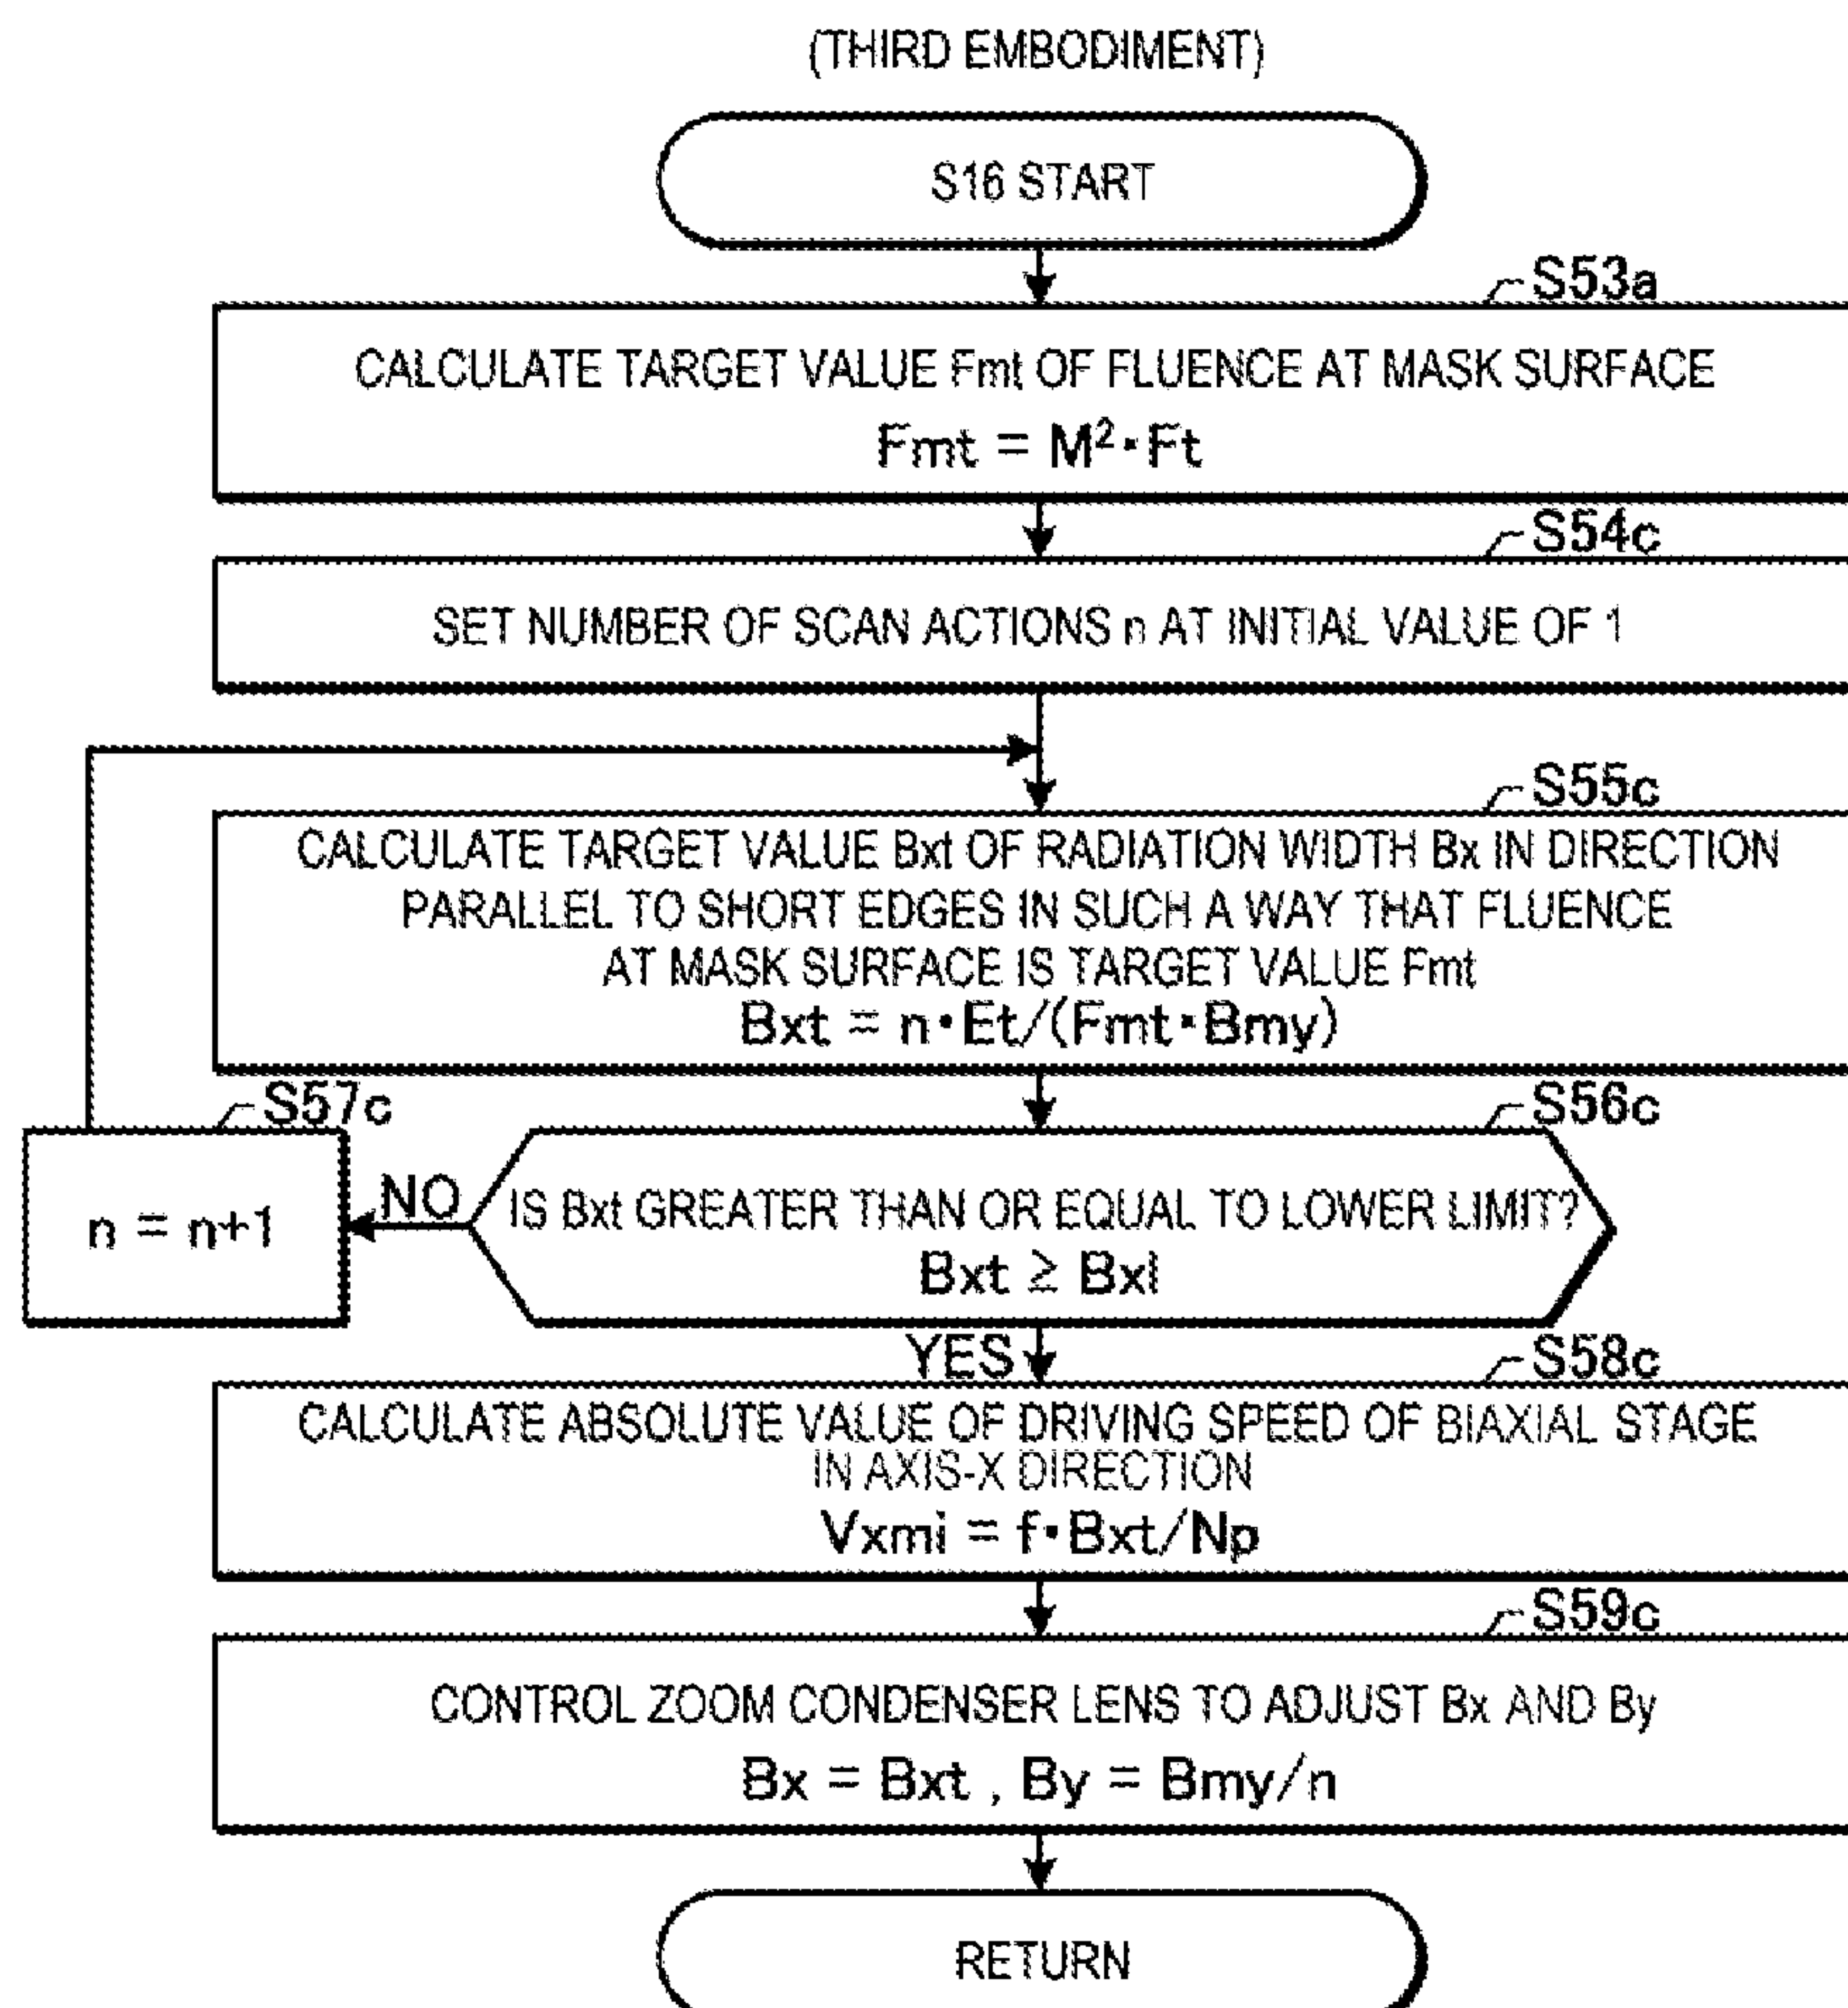 (THIRD EMBODIMENT)
S16 START
S53a
CALCULATE TARGET VALUE Fmt OF FLUENCE AT MASK SURFACE
Fmt = M²·Ft
S54c
SET NUMBER OF SCAN ACTIONS n AT INITIAL VALUE OF 1
S55c
CALCULATE TARGET VALUE Bxt OF RADIATION WIDTH Bx IN DIRECTION
PARALLEL TO SHORT EDGES IN SUCH A WAY THAT FLUENCE
AT MASK SURFACE IS TARGET VALUE Fmt
Bxt = n·Et/(Fmt·Bmy)
S57c
n = n+1
NO
S56c
IS Bxt GREATER THAN OR EQUAL TO LOWER LIMIT?
Bxt ≥ Bxl
YES
S58c
CALCULATE ABSOLUTE VALUE OF DRIVING SPEED OF BIAXIAL STAGE
IN AXIS-X DIRECTION
Vxmi = f·Bxt/Np
S59c
CONTROL ZOOM CONDENSER LENS TO ADJUST Bx AND By
Bx = Bxt , By = Bmy/n
RETURN